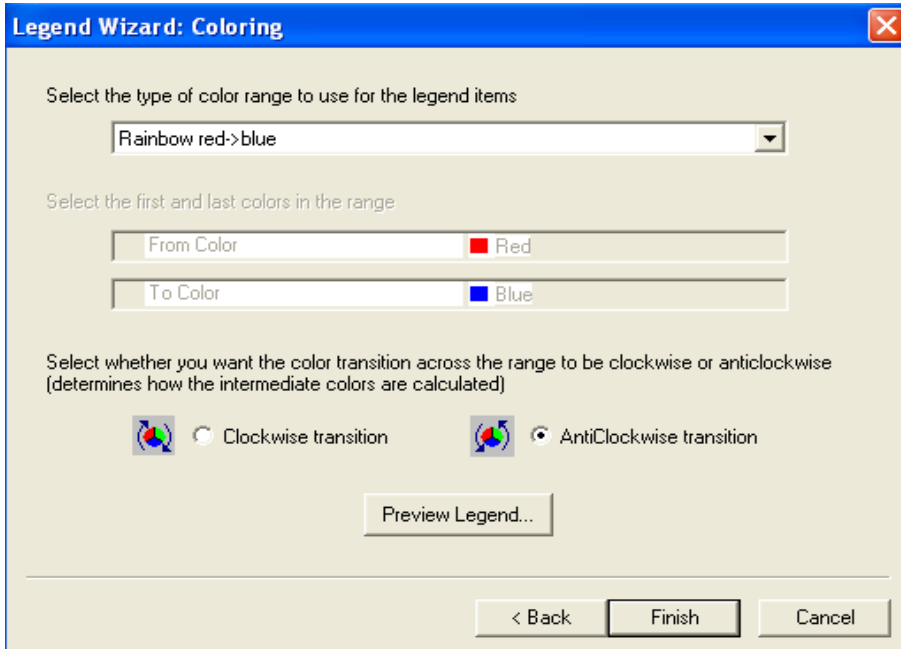 Legend Wizard: Coloring
Select the type of color range to use for the legend items
Rainbow red->blue
Select the first and last colors in the range
From Color Red
To Color Blue
Select whether you want the color transition across the range to be clockwise or anticlockwise
(determines how the intermediate colors are calculated)
Clockwise transition AntiClockwise transition
Preview Legend...
< Back Finish Cancel